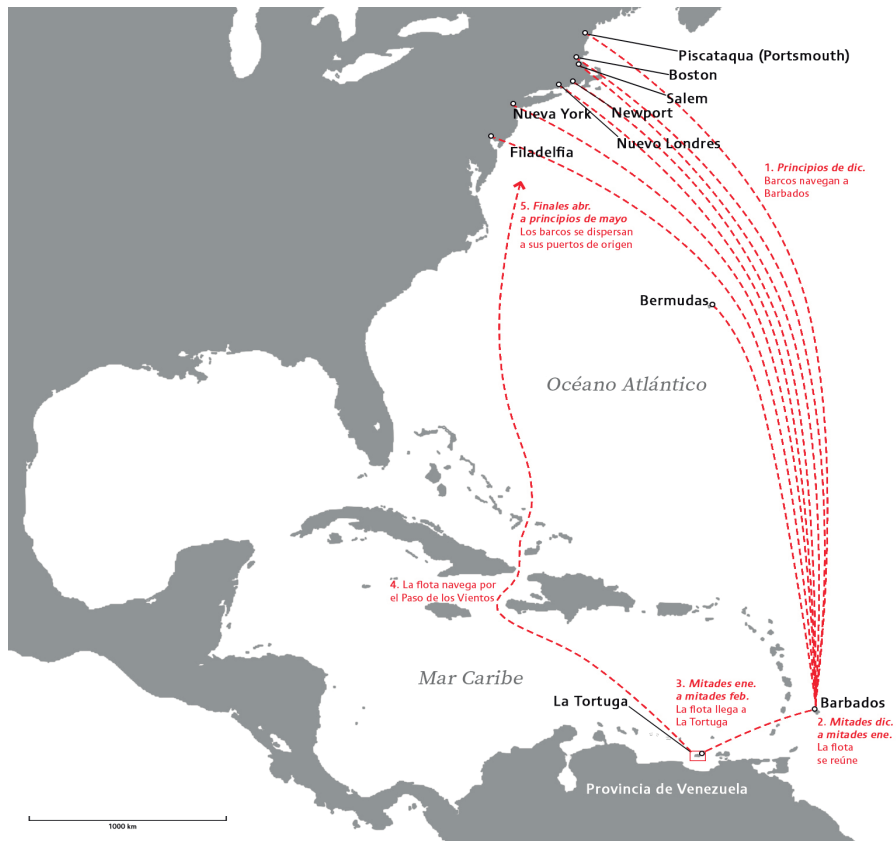 Piscataqua (Portsmouth)
Boston
Salem
Nueva York
Newport
Nuevo Londres
Filadelfia
1. Principios de dic.
Barcos navegan a
Barbados
5. Finales abr.
a principios de mayo
Los barcos se dispersan
a sus puertos de origen
Bermudas
Océano Atlántico
4. La flota navega por
el Paso de los Vientos
Mar Caribe
3. Mitades ene.
a mitades feb.
La flota llega a
La Tortuga
La Tortuga
Barbados
2. Mitades dic.
a mitades ene.
La flota
se reúne
Provincia de Venezuela
1000 km